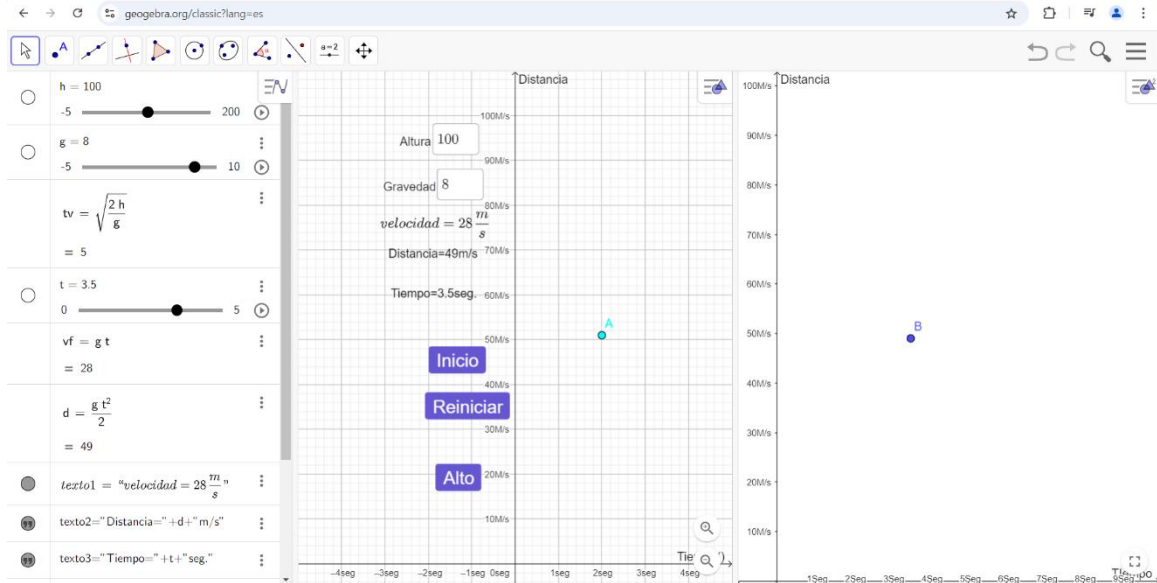 geogebra.org/classic?lang=es
A
a=2
h = 100
-5
200
g = 8
-5
10
tv = √(2 h / g)
= 5
t = 3.5
0
5
vf = g t
= 28
d = g t² / 2
= 49
texto1 = “velocidad = 28 m/s”
texto2="Distancia="+d+"m/s"
texto3="Tiempo="+t+"seg."
Distancia
100M/s
90M/s
80M/s
70M/s
60M/s
50M/s
40M/s
30M/s
20M/s
10M/s
Altura 100
Gravedad 8
velocidad = 28 m/s
Distancia=49m/s
Tiempo=3.5seg.
A
Inicio
Reiniciar
Alto
-4seg -3seg -2seg -1seg 0seg 1seg 2seg 3seg 4seg
Distancia
100M/s
90M/s
80M/s
70M/s
60M/s
50M/s
40M/s
30M/s
20M/s
10M/s
B
1Seg 2Seg 3Seg 4Seg 5Seg 6Seg 7Seg 8Seg